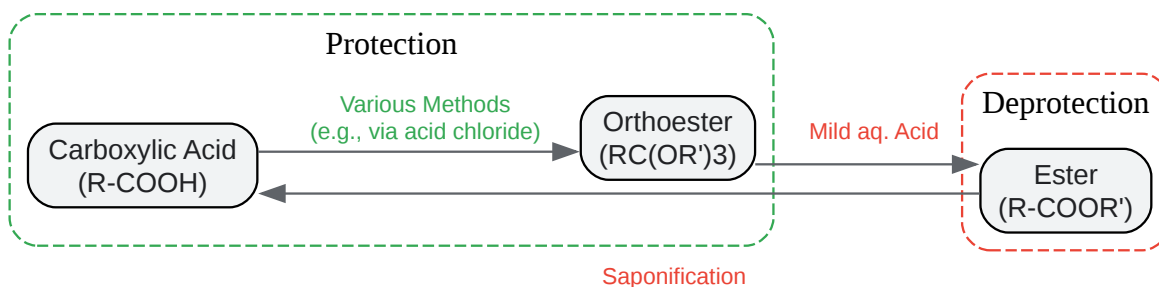 Protection
Various Methods
(e.g., via acid chloride)
Carboxylic Acid
(R-COOH)
Orthoester
(RC(OR')3)
Mild aq. Acid
Deprotection
Ester
(R-COOR')
Saponification